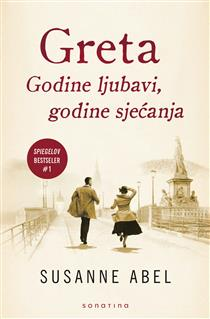 Greta
Godine ljubavi,
godine sjećanja
SPIEGELOV
BESTSELER
#1
SUSANNE ABEL
sonatina